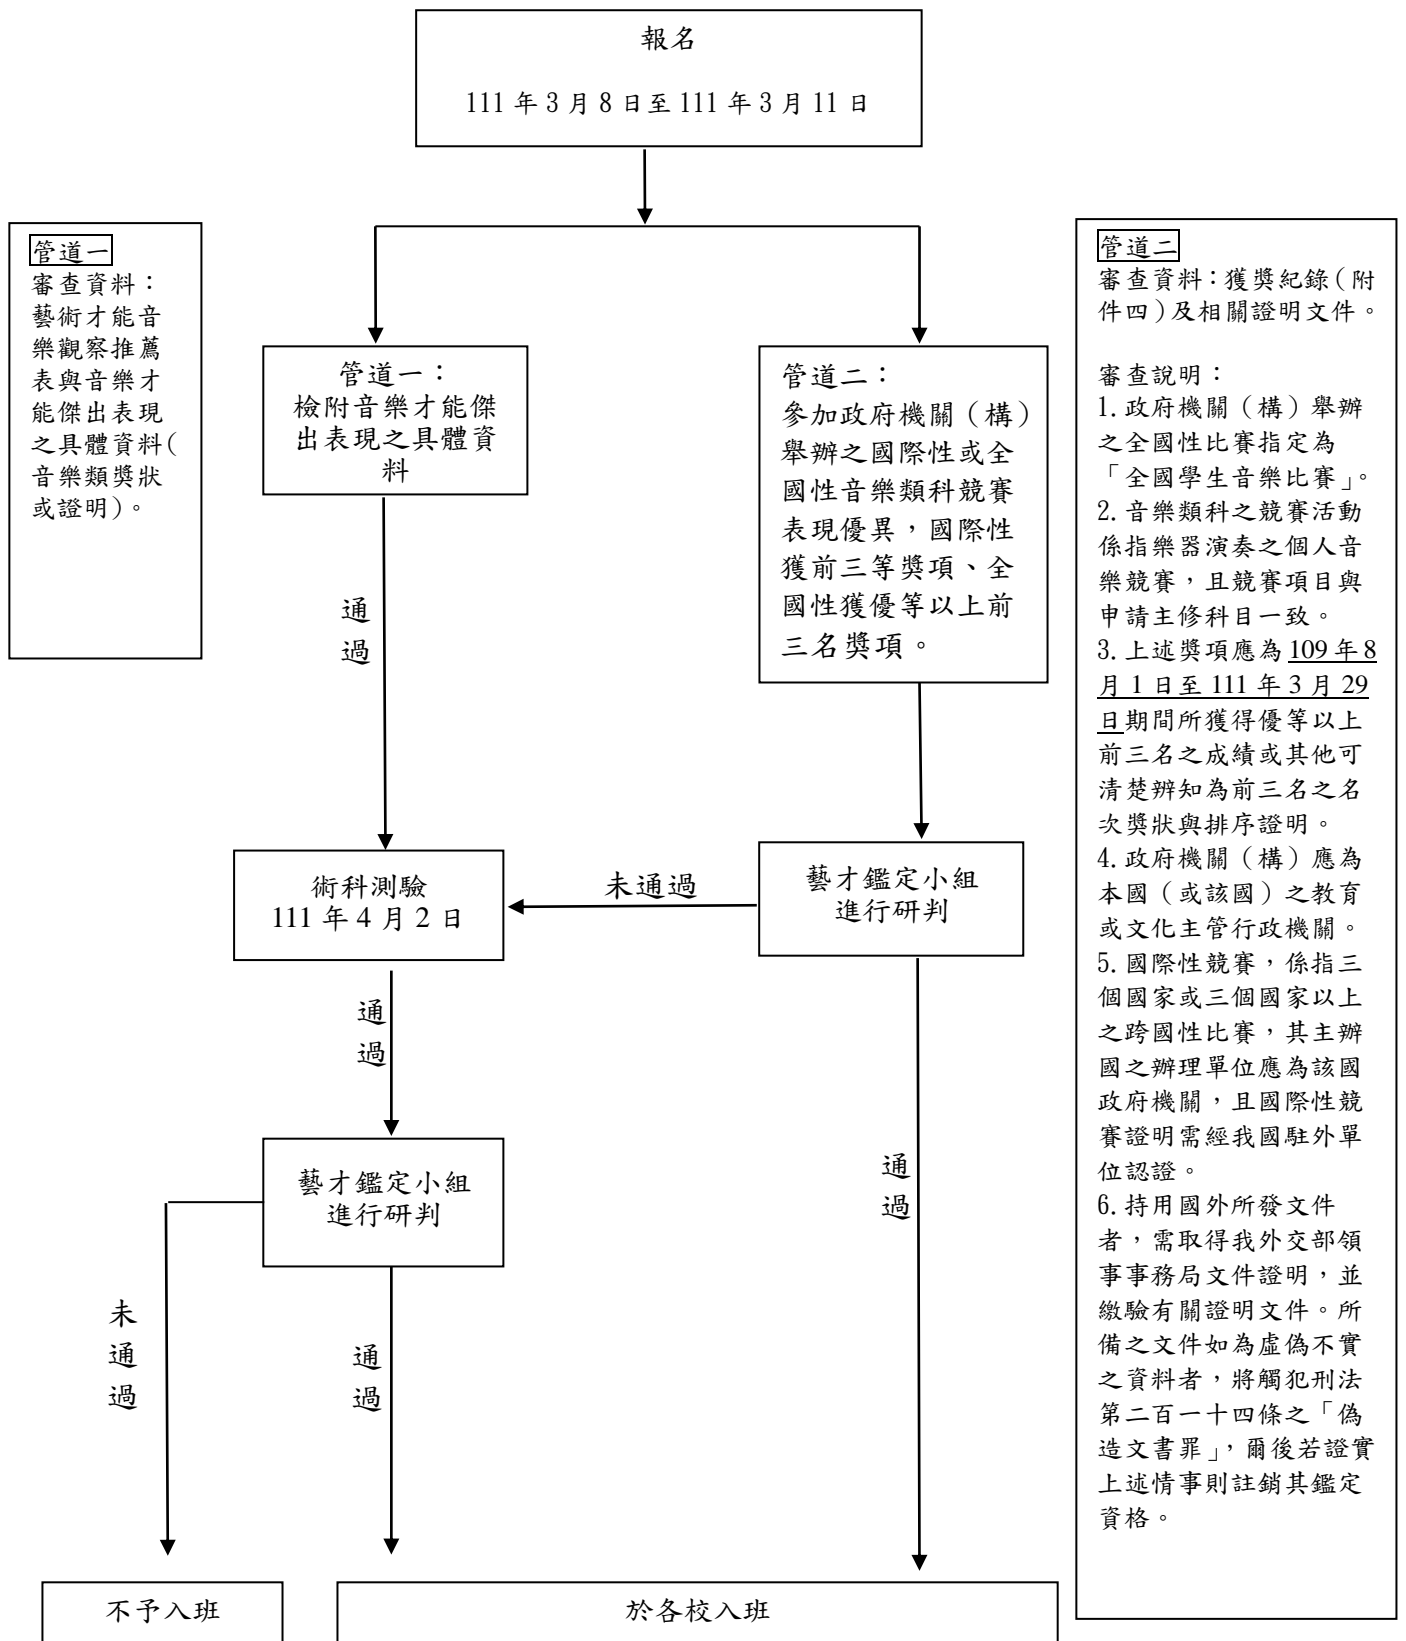 報名
111 年 3 月 8 日至 111 年 3 月 11 日
管道一
審查資料：
藝術才能音
樂觀察推薦
表與音樂才
能傑出表現
之具體資料(
音樂類獎狀
或證明)。
管道一：
檢附音樂才能傑
出表現之具體資
料
管道二：
參加政府機關（構）
舉辦之國際性或全
國性音樂類科競賽
表現優異，國際性
獲前三等獎項、全
國性獲優等以上前
三名獎項。
管道二
審查資料：獲獎紀錄（附
件四）及相關證明文件。
審查說明：
1.政府機關（構）舉辦
之全國性比賽指定為
「全國學生音樂比賽」。
2.音樂類科之競賽活動
係指樂器演奏之個人音
樂競賽，且競賽項目與
申請主修科目一致。
3.上述獎項應為 109 年 8
月 1 日至 111 年 3 月 29
日期間所獲得優等以上
前三名之成績或其他可
清楚辨知為前三名之名
次獎狀與排序證明。
4.政府機關（構）應為
本國（或該國）之教育
或文化主管行政機關。
5.國際性競賽，係指三
個國家或三個國家以上
之跨國性比賽，其主辦
國之辦理單位應為該國
政府機關，且國際性競
賽證明需經我國駐外單
位認證。
6.持用國外所發文件
者，需取得我外交部領
事事務局文件證明，並
繳驗有關證明文件。所
備之文件如為虛偽不實
之資料者，將觸犯刑法
第二百一十四條之「偽
造文書罪」，爾後若證實
上述情事則註銷其鑑定
資格。
通
過
術科測驗
111 年 4 月 2 日
未通過
藝才鑑定小組
進行研判
通
過
藝才鑑定小組
進行研判
通
過
未
通
過
通
過
不予入班
於各校入班